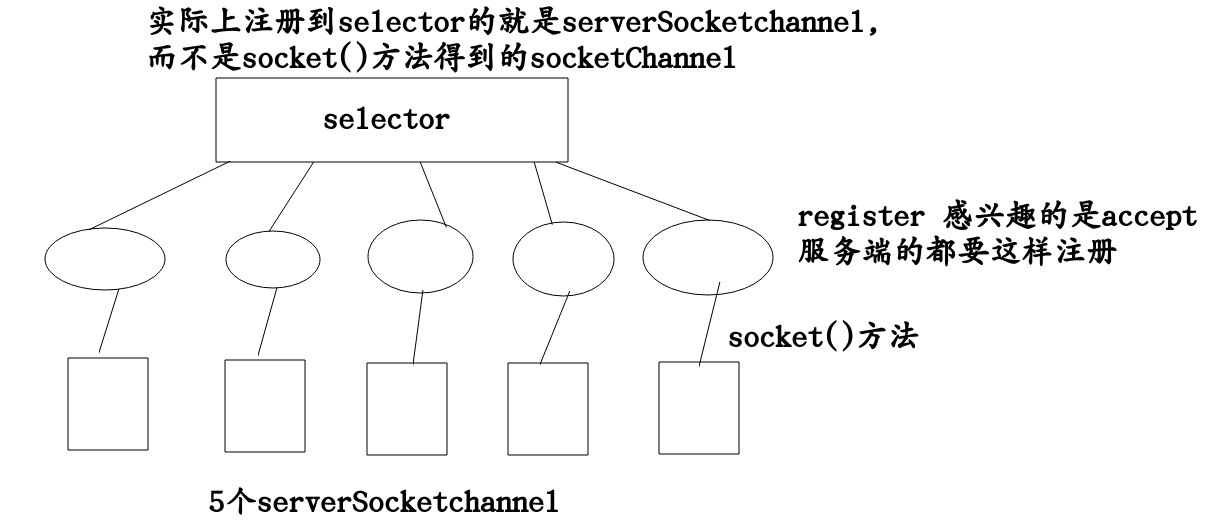 实际上注册到selector的就是serverSocketchannel,
而不是socket()方法得到的socketChannel
selector
register 感兴趣的是accept
服务端的都要这样注册
socket()方法
5个serverSocketchannel